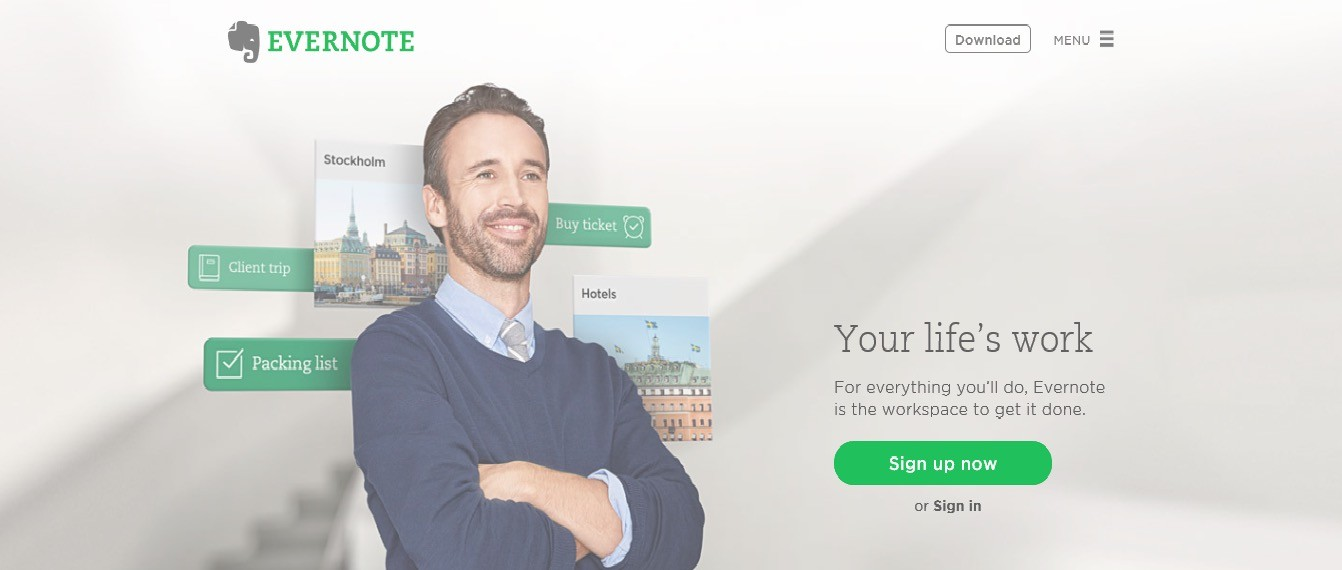 EVERNOTE
Download
MENU
Stockholm
Buy ticket
Client trip
Hotels
Packing list
Your life’s work
For everything you‘ll do, Evernote
is the workspace to get it done.
Sign up now
or Sign in